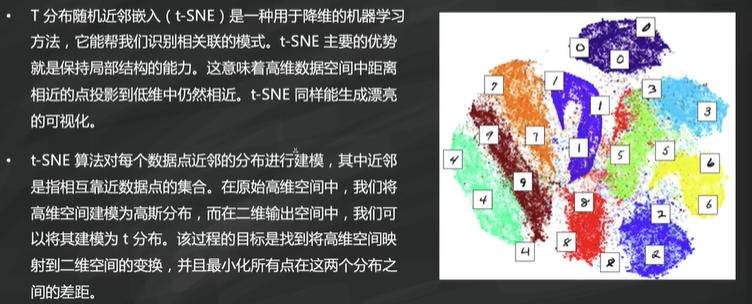 • T 分布随机近邻嵌入（t-SNE）是一种用于降维的机器学习
方法，它能帮我们识别相关联的模式。t-SNE 主要的优势
就是保持局部结构的能力。这意味着高维数据空间中距离
相近的点投影到低维中仍然相近。t-SNE 同样能生成漂亮
的可视化。
• t-SNE 算法对每个数据点近邻的分布进行建模，其中近邻
是指相互靠近数据点的集合。在原始高维空间中，我们将
高维空间建模为高斯分布，而在二维输出空间中，我们可
以将其建模为 t 分布。该过程的目标是找到将高维空间映
射到二维空间的变换，并且最小化所有点在这两个分布之
间的差距。
0
0
0
7
1
3
1
3
9
7
1
5
5
4
6
9
4
8
2
6
4
8
2
8